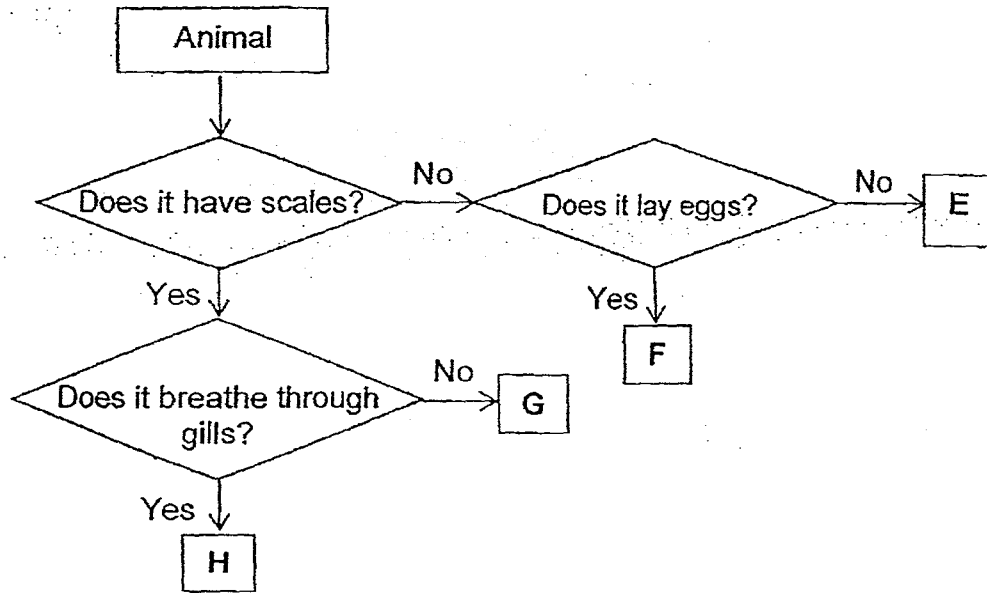 Animal
Does it have scales?
No
Does it lay eggs?
No
E
Yes
Yes
F
Does it breathe through
gills?
No
G
Yes
H